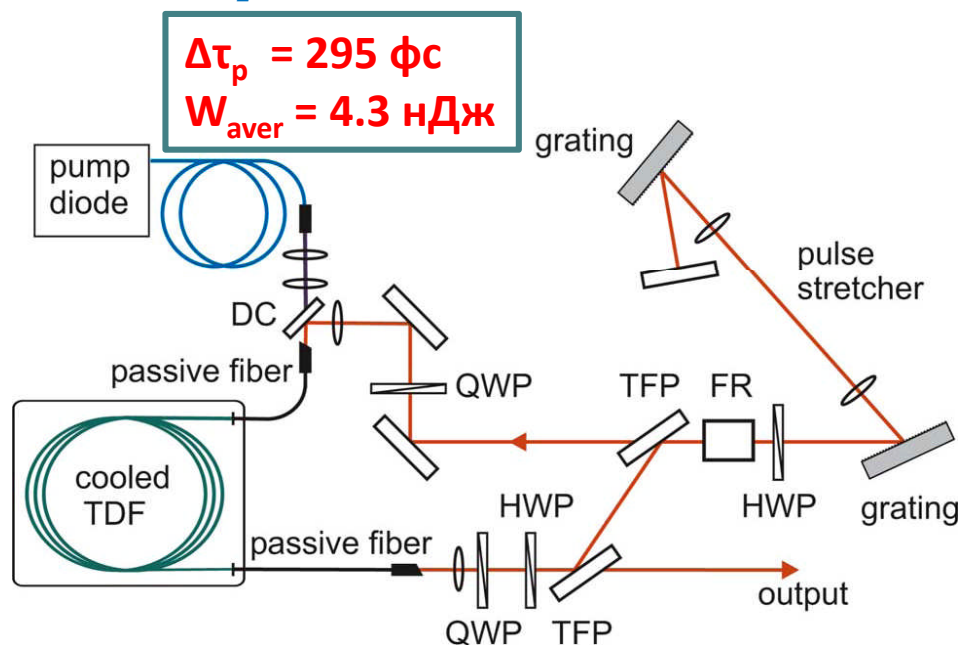 Δτp = 295 фс
Waver = 4.3 нДж
grating
pump
diode
pulse
stretcher
DC
passive fiber
QWP
TFP
FR
cooled
TDF
HWP
HWP
grating
passive fiber
output
QWP
TFP